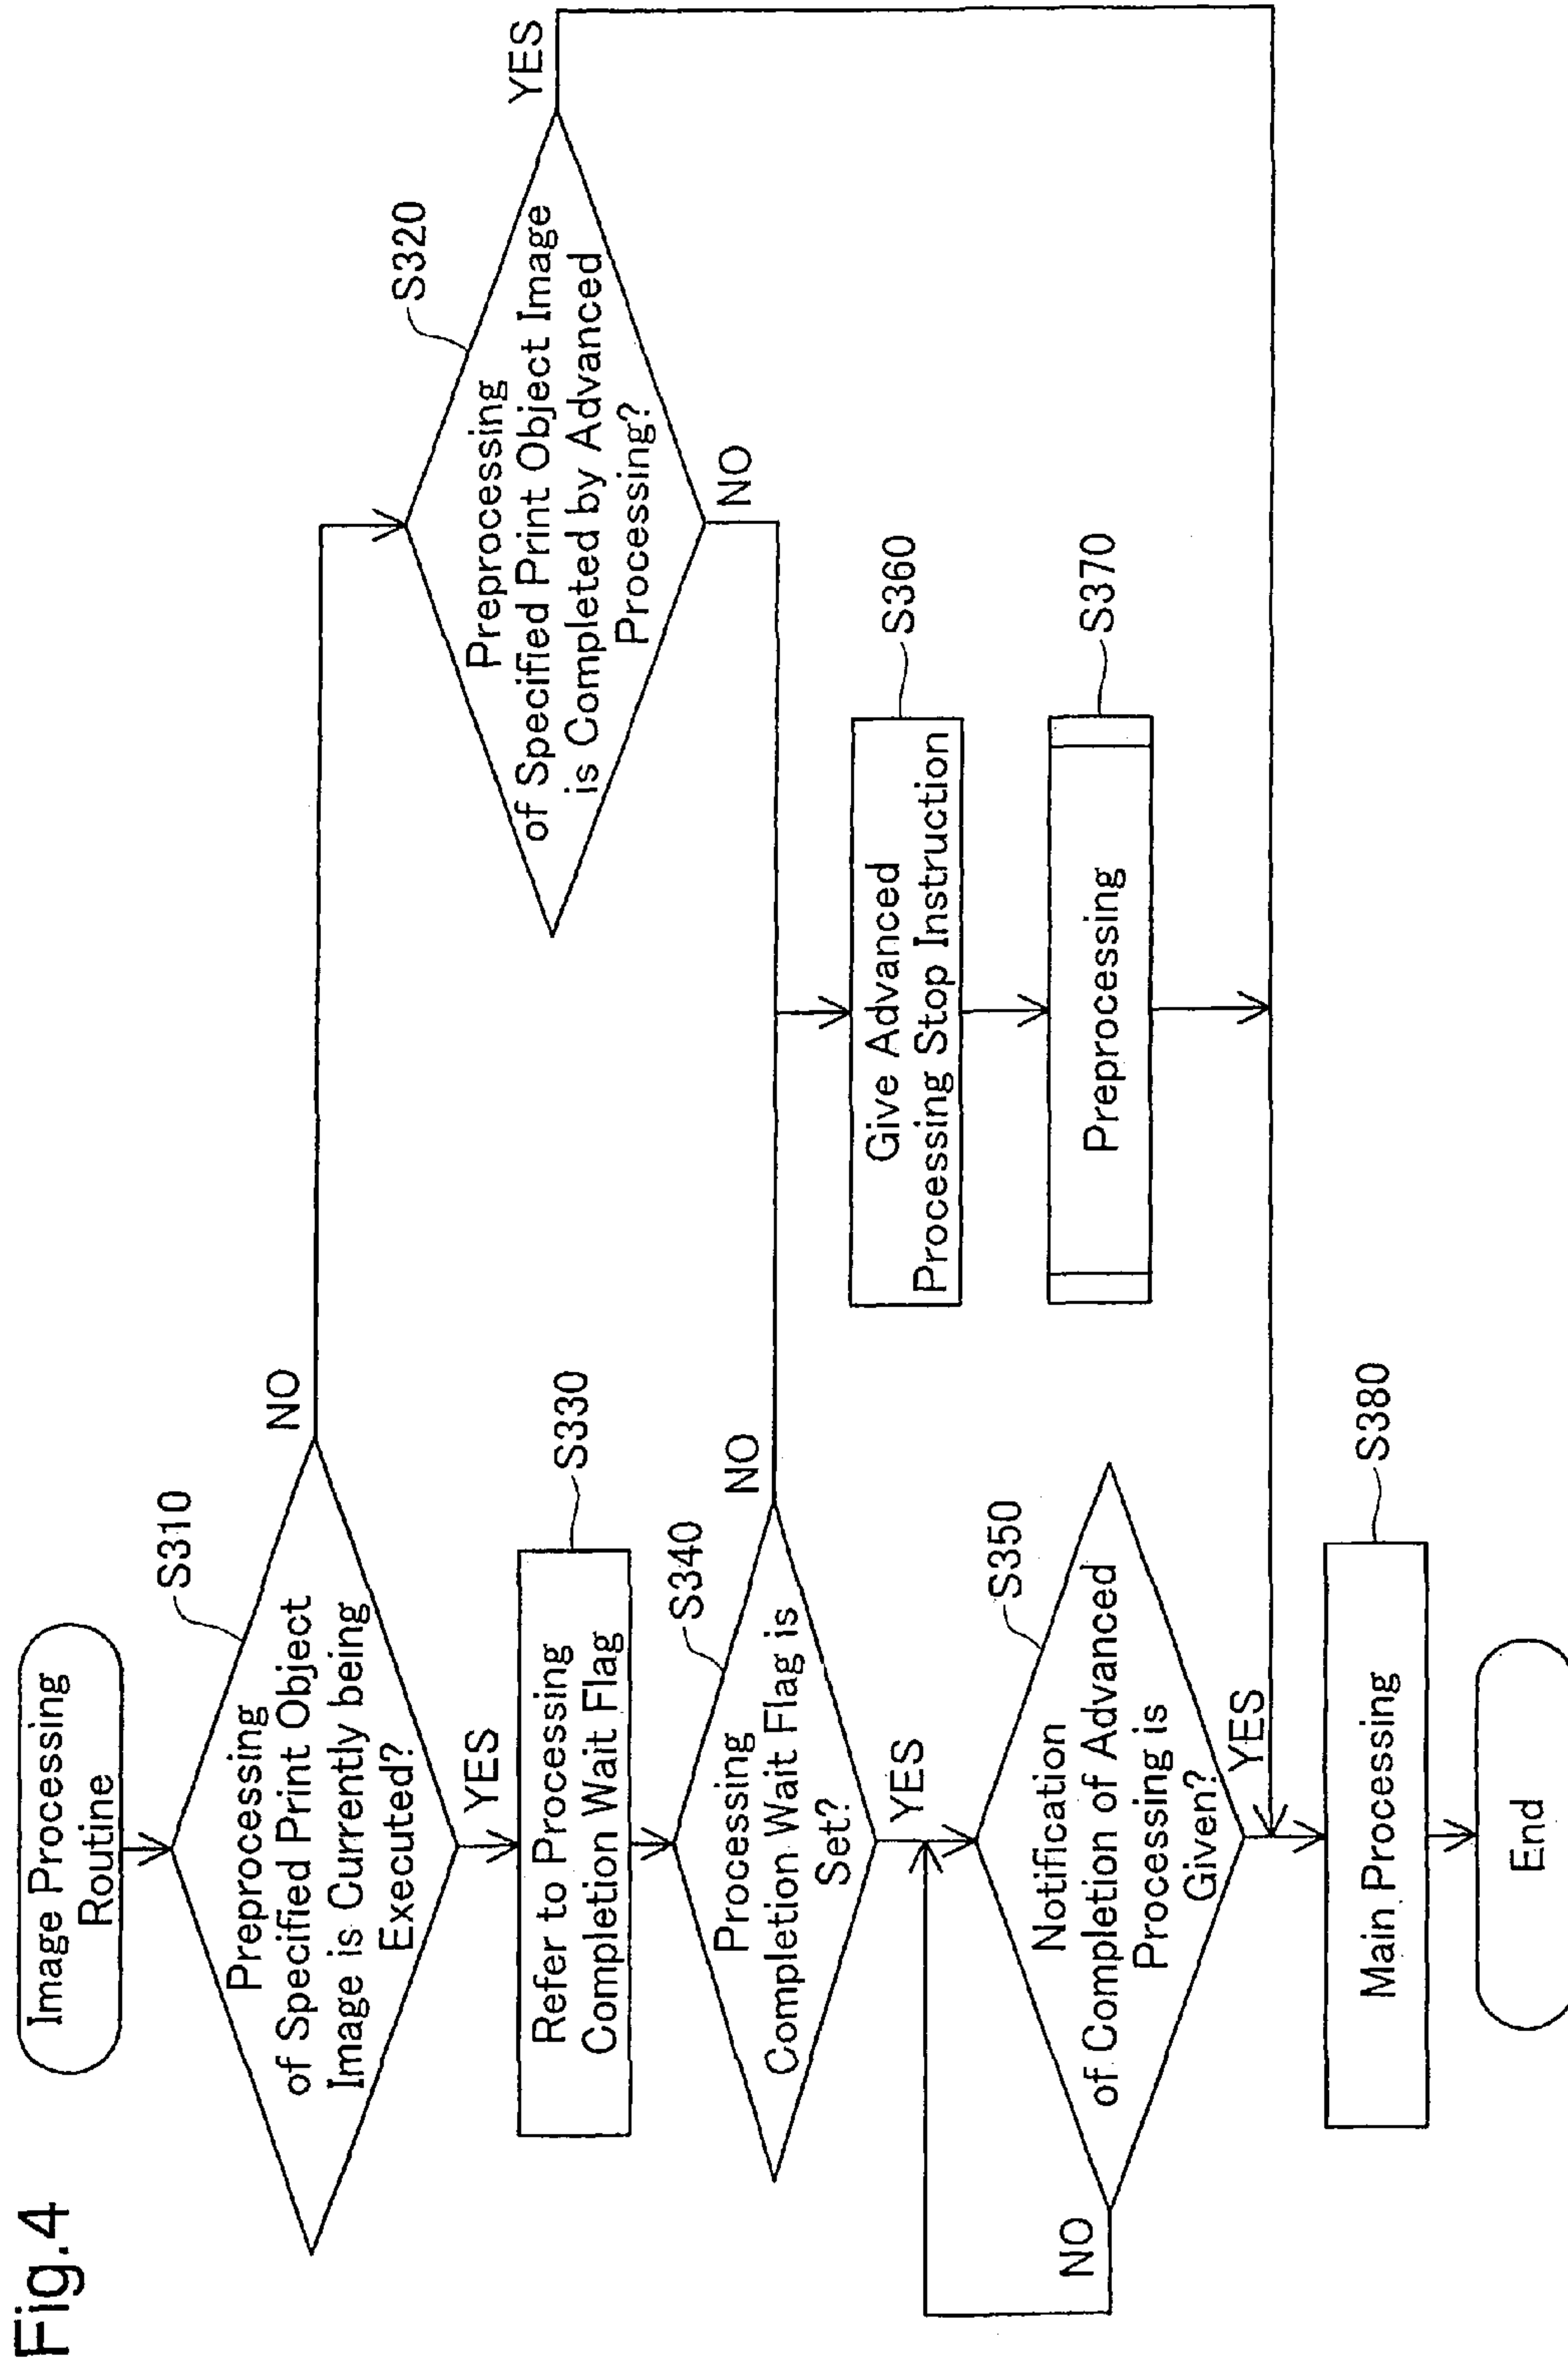 Fig.4
Image Processing
Routine
S310
Preprocessing
of Specified Print Object
Image is Currently being
Executed?
NO
YES
S320
Preprocessing
of Specified Print Object Image
is Completed by Advanced
Processing?
YES
NO
S330
Refer to Processing
Completion Wait Flag
S340
Processing
Completion Wait Flag is
Set?
NO
YES
S360
Give Advanced
Processing Stop Instruction
S370
Preprocessing
S350
Notification
of Completion of Advanced
Processing is
Given?
NO
YES
S380
Main Processing
End